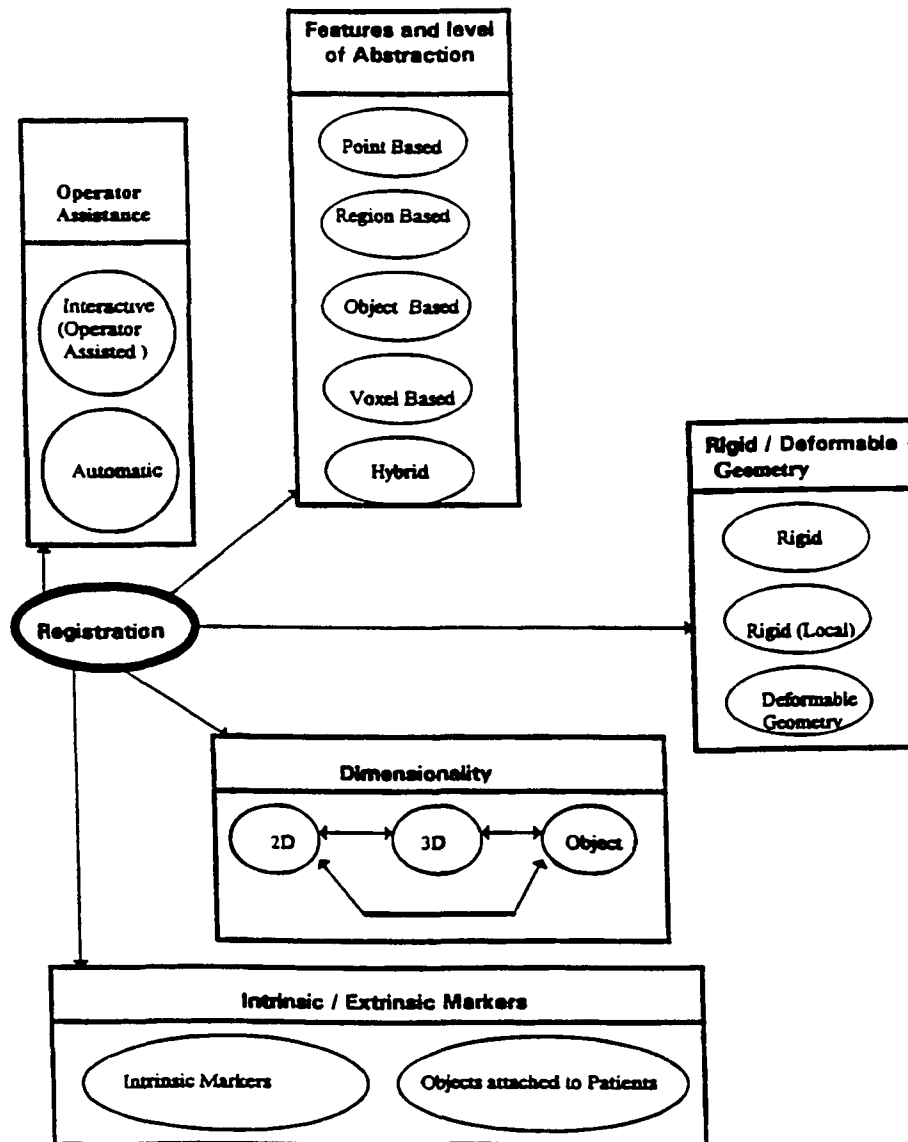 Features and level
of Abstraction
Point Based
Region Based
Object Based
Voxel Based
Hybrid
Operator
Assistance
Interactive
(Operator
Assisted )
Automatic
Rigid / Deformable
Geometry
Rigid
Rigid (Local)
Deformable
Geometry
Registration
Dimensionality
2D
3D
Object
Intrinsic / Extrinsic Markers
Intrinsic Markers
Objects attached to Patients